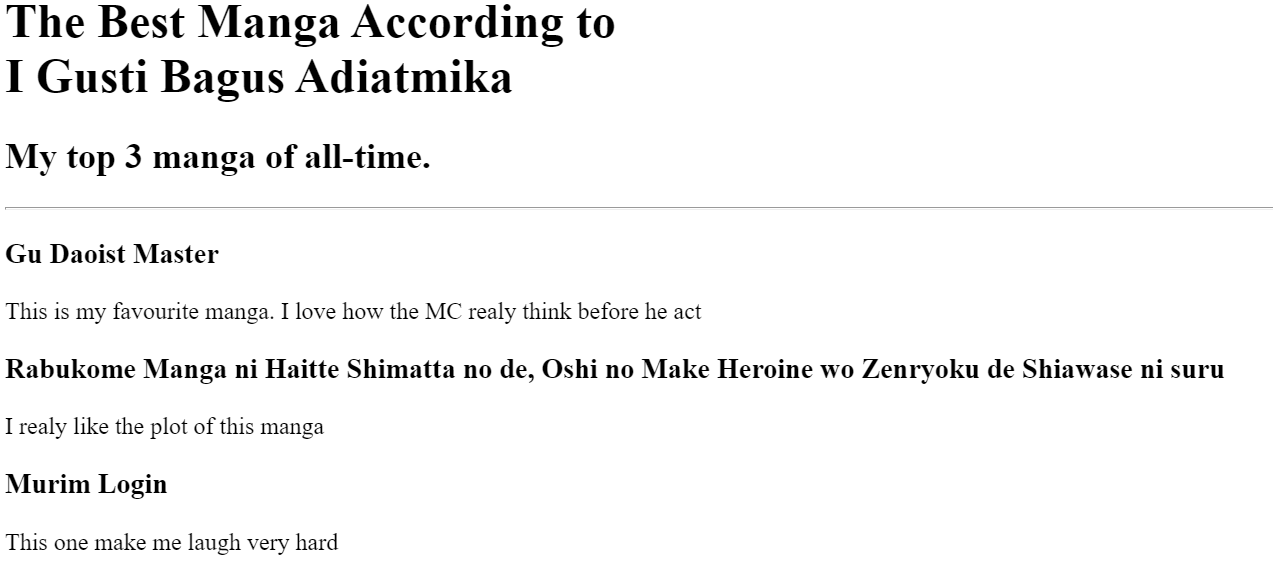 The Best Manga According to
I Gusti Bagus Adiatmika
My top 3 manga of all-time.
Gu Daoist Master
This is my favourite manga. I love how the MC realy think before he act
Rabukome Manga ni Haitte Shimatta no de, Oshi no Make Heroine wo Zenryoku de Shiawase ni suru
I realy like the plot of this manga
Murim Login
This one make me laugh very hard